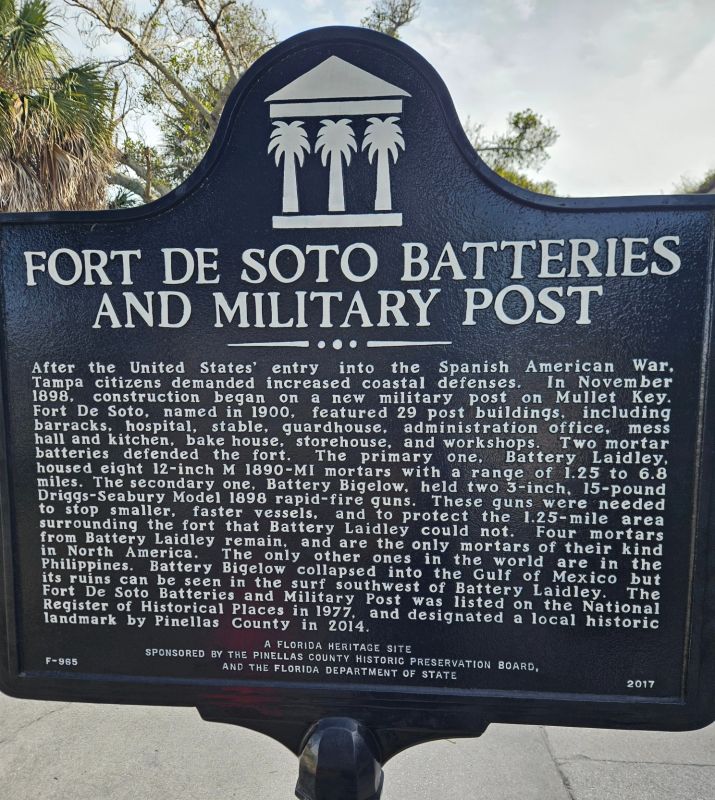 FORT DE SOTO BATTERIES
AND MILITARY POST
After the United States' entry into the Spanish American War,
Tampa citizens demanded increased coastal defenses. In November
1898, construction began on a new military post on Mullet Key.
Fort De Soto, named in 1900, featured 29 post buildings, including
barracks, hospital, stable, guardhouse, administration office, mess
hall and kitchen, bake house, storehouse, and workshops. Two mortar
batteries defended the fort. The primary one, Battery Laidley,
housed eight 12-inch M 1890-MI mortars with a range of 1.25 to 6.8
miles. The secondary one, Battery Bigelow, held two 3-inch, 15-pound
Driggs-Seabury Model 1898 rapid-fire guns. These guns were needed
to stop smaller, faster vessels, and to protect the 1.25-mile area
surrounding the fort that Battery Laidley could not. Four mortars
from Battery Laidley remain, and are the only mortars of their kind
in North America. The only other ones in the world are in the
Philippines. Battery Bigelow collapsed into the Gulf of Mexico but
its ruins can be seen in the surf southwest of Battery Laidley. The
Fort De Soto Batteries and Military Post was listed on the National
Register of Historical Places in 1977, and designated a local historic
landmark by Pinellas County in 2014.
A FLORIDA HERITAGE SITE
SPONSORED BY THE PINELLAS COUNTY HISTORIC PRESERVATION BOARD,
AND THE FLORIDA DEPARTMENT OF STATE
F-965
2017